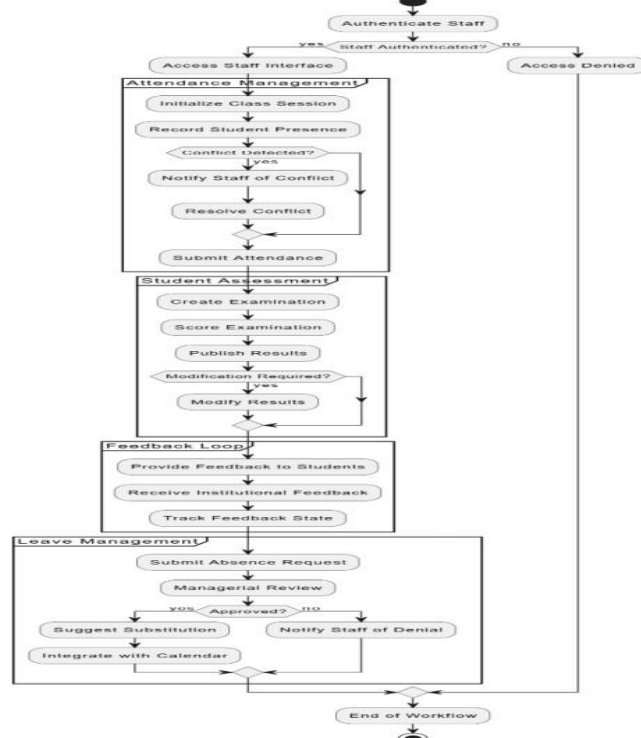 Authenticate Staff
yes Staff Authenticated? no
Access Staff Interface Access Denied
Attendance Management
Initialize Class Session
Record Student Presence
Conflict Detected?
yes
Notify Staff of Conflict
Resolve Conflict
Submit Attendance
Student Assessment
Create Examination
Score Examination
Publish Results
Modification Required?
yes
Modify Results
Feedback Loop
Provide Feedback to Students
Receive Institutional Feedback
Track Feedback State
Leave Management
Submit Absence Request
Managerial Review
yes Approved? no
Suggest Substitution Notify Staff of Denial
Integrate with Calendar
End of Workflow